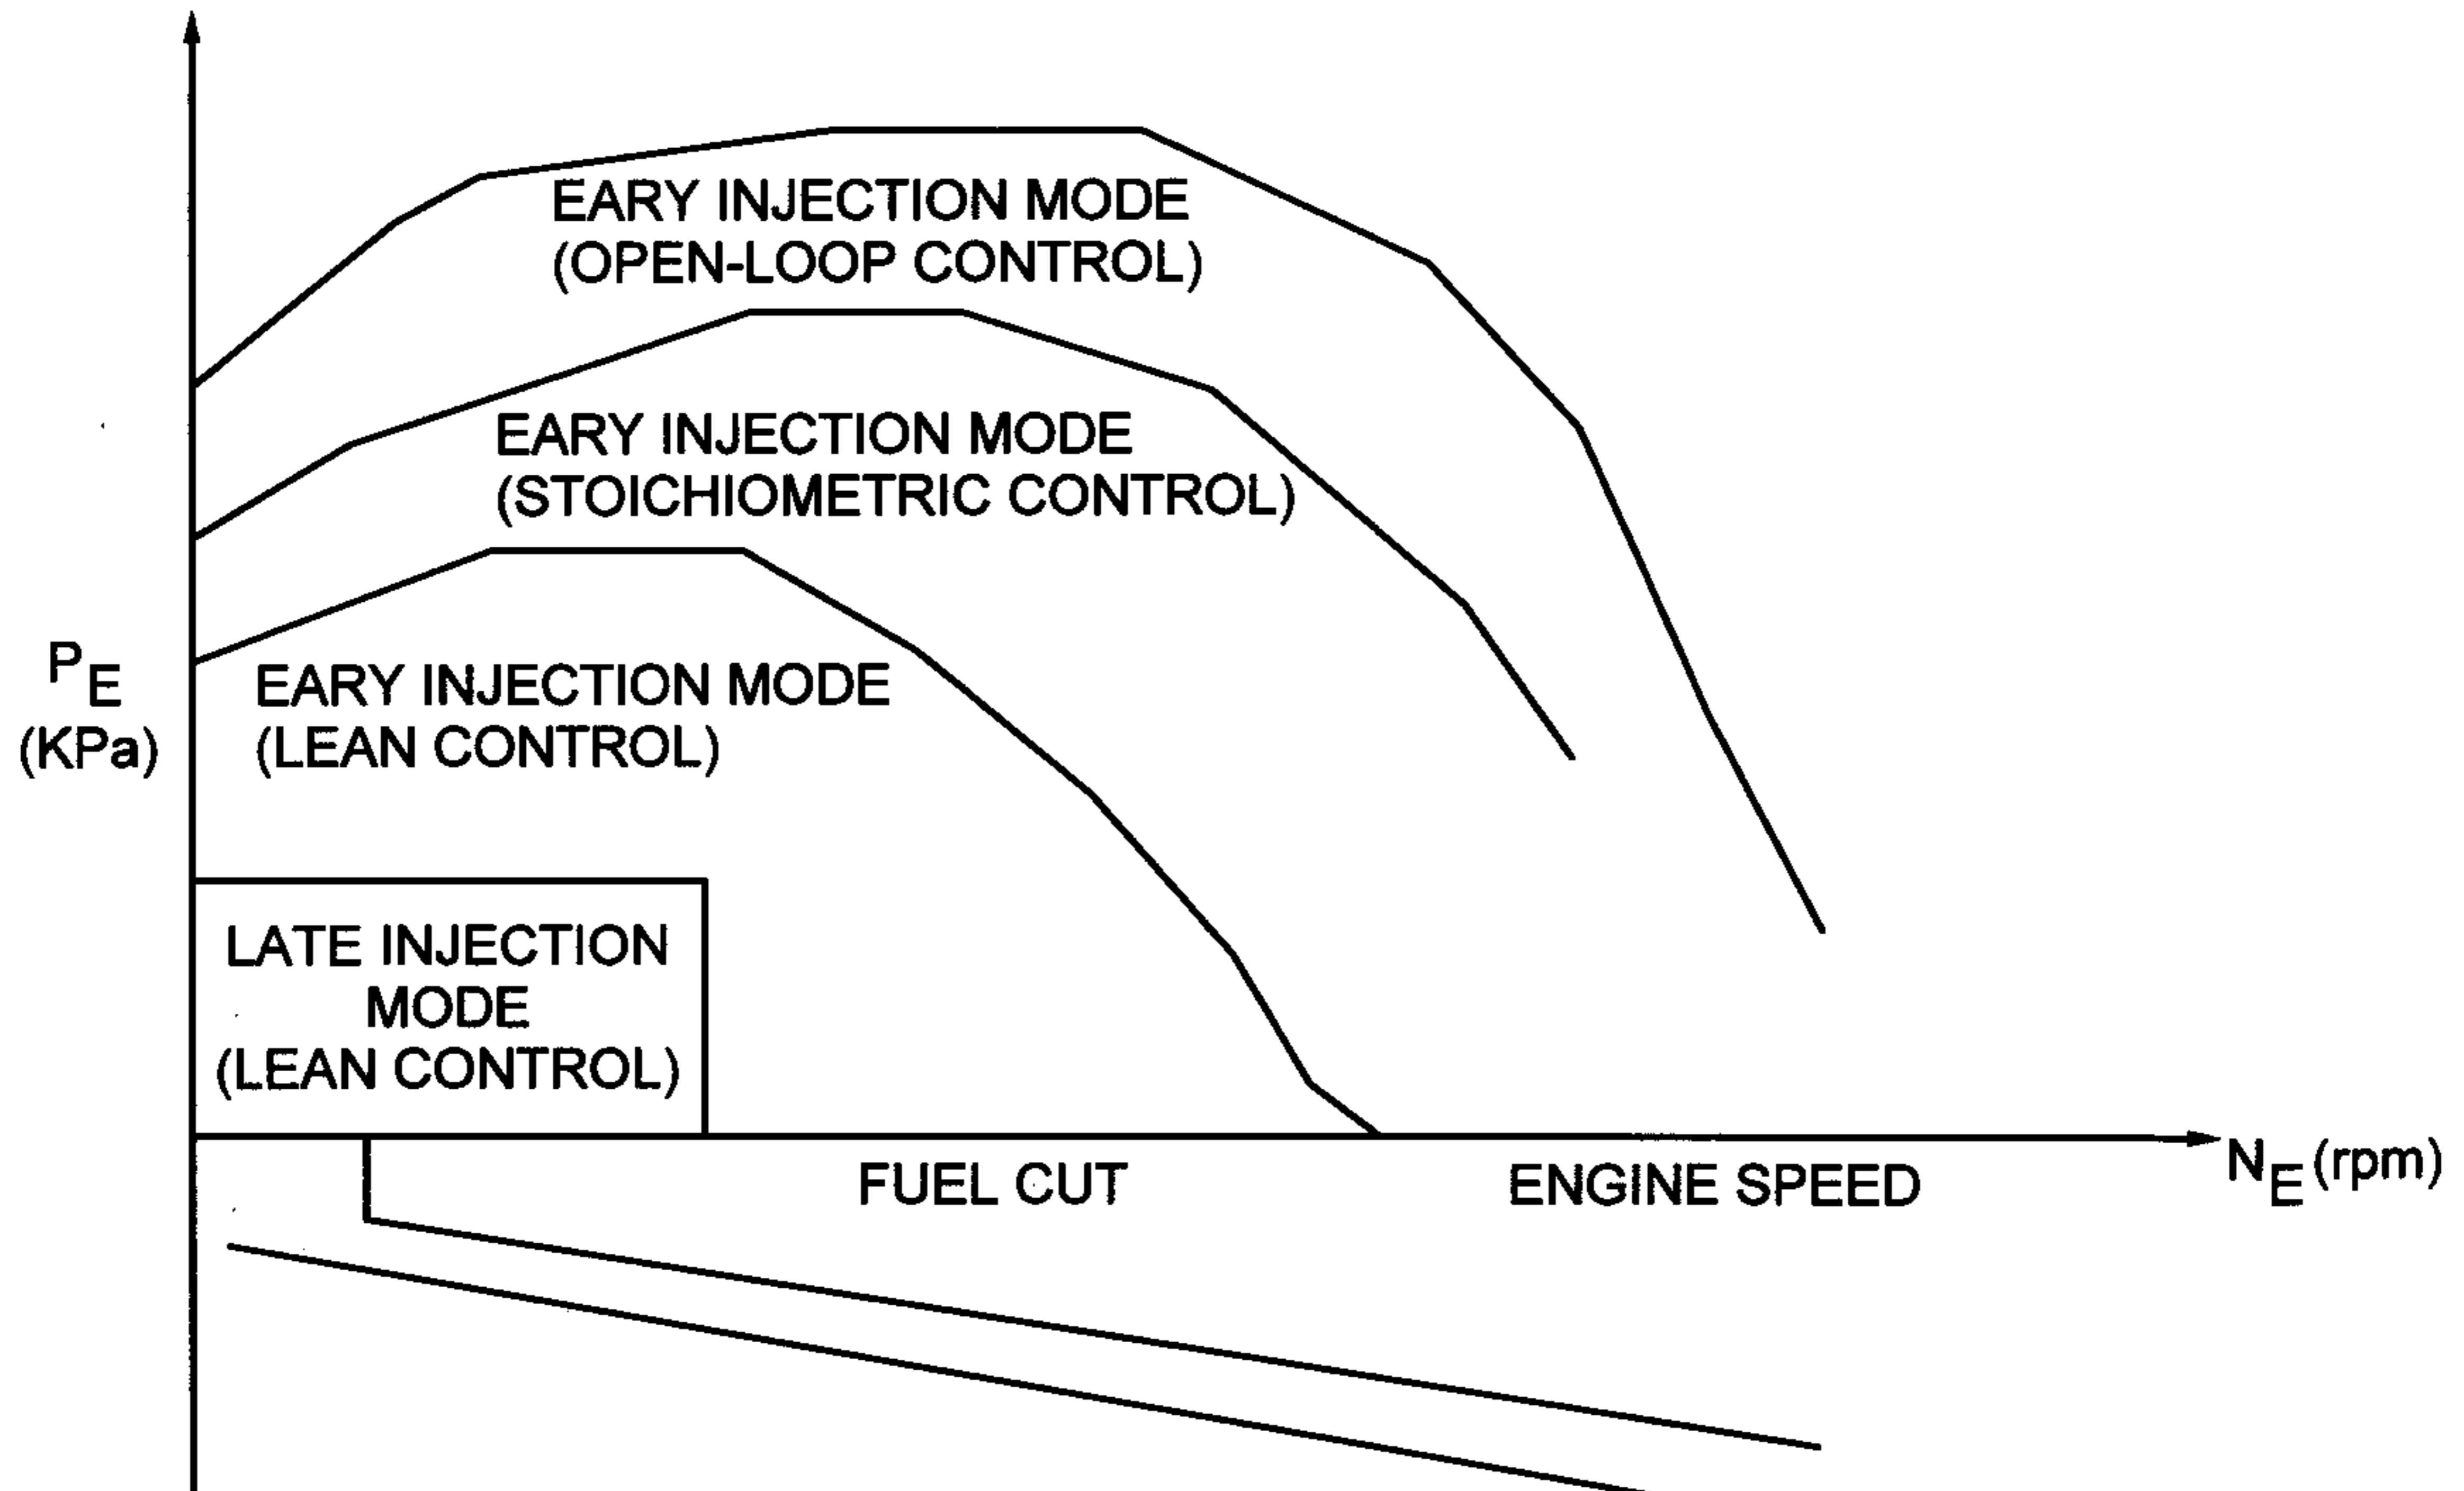 EARY INJECTION MODE
(OPEN-LOOP CONTROL)
EARY INJECTION MODE
(STOICHIOMETRIC CONTROL)
PE
(KPa)
EARY INJECTION MODE
(LEAN CONTROL)
LATE INJECTION
MODE
(LEAN CONTROL)
FUEL CUT
ENGINE SPEED
NE (rpm)